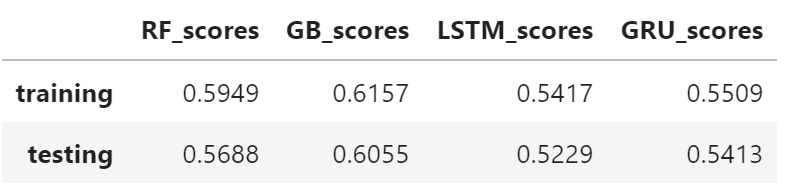 RF_scores GB_scores LSTM_scores GRU_scores
training 0.5949 0.6157 0.5417 0.5509
testing 0.5688 0.6055 0.5229 0.5413